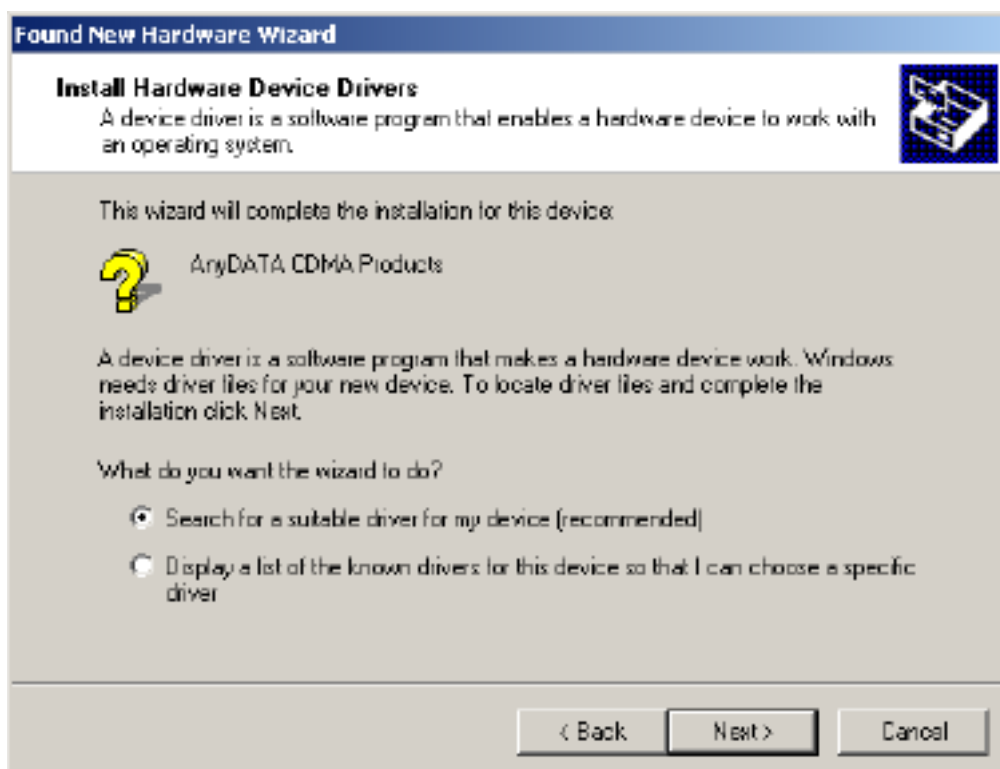 Found New Hardware Wizard
Install Hardware Device Drivers
A device driver is a software program that enables a hardware device to work with
an operating system.
This wizard will complete the installation for this device:
AnyDATA CDMA Products
A device driver is a software program that makes a hardware device work. Windows
needs driver files for your new device. To locate driver files and complete the
installation click Next.
What do you want the wizard to do?
Search for a suitable driver for my device (recommended)
Display a list of the known drivers for this device so that I can choose a specific
driver
< Back
Next >
Cancel